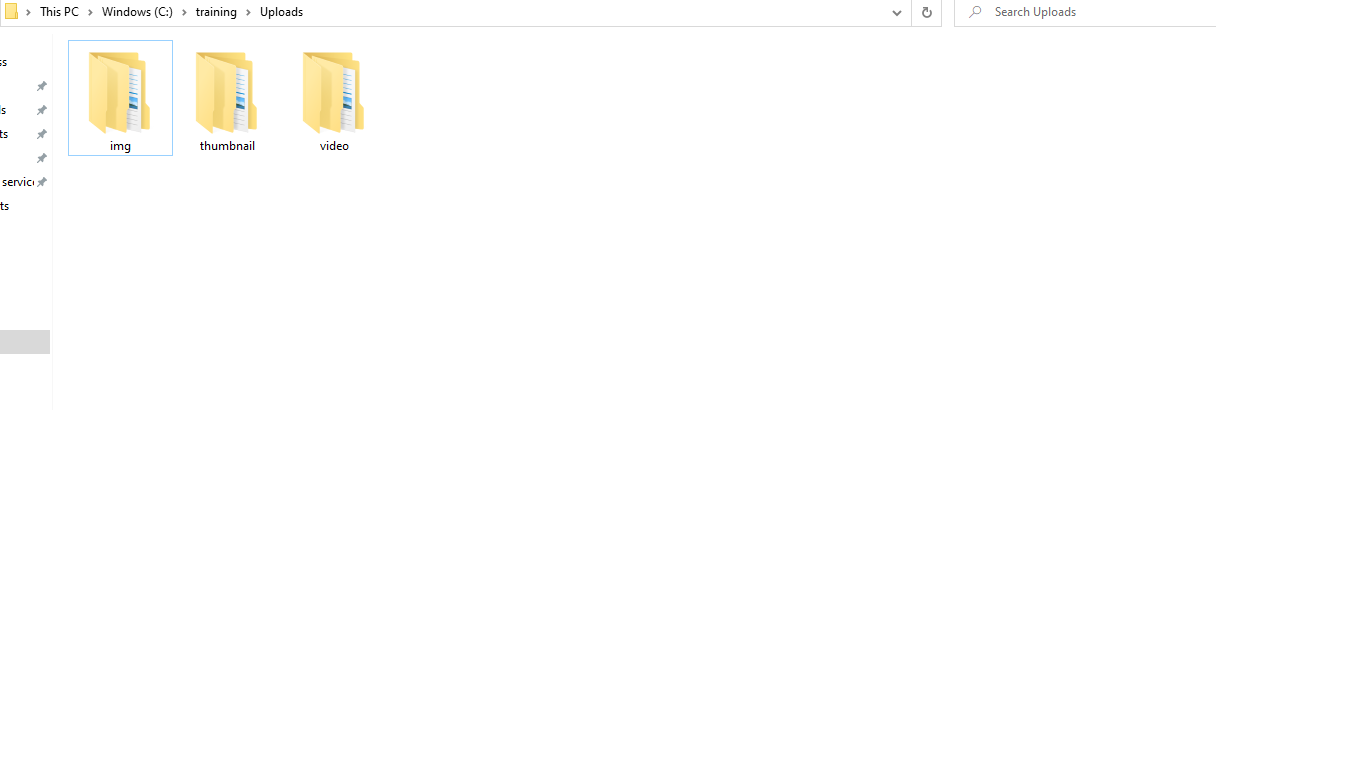 This PC > Windows (C:) > training > Uploads
Search Uploads
ss
ls
ts
servic
ts
img
thumbnail
video